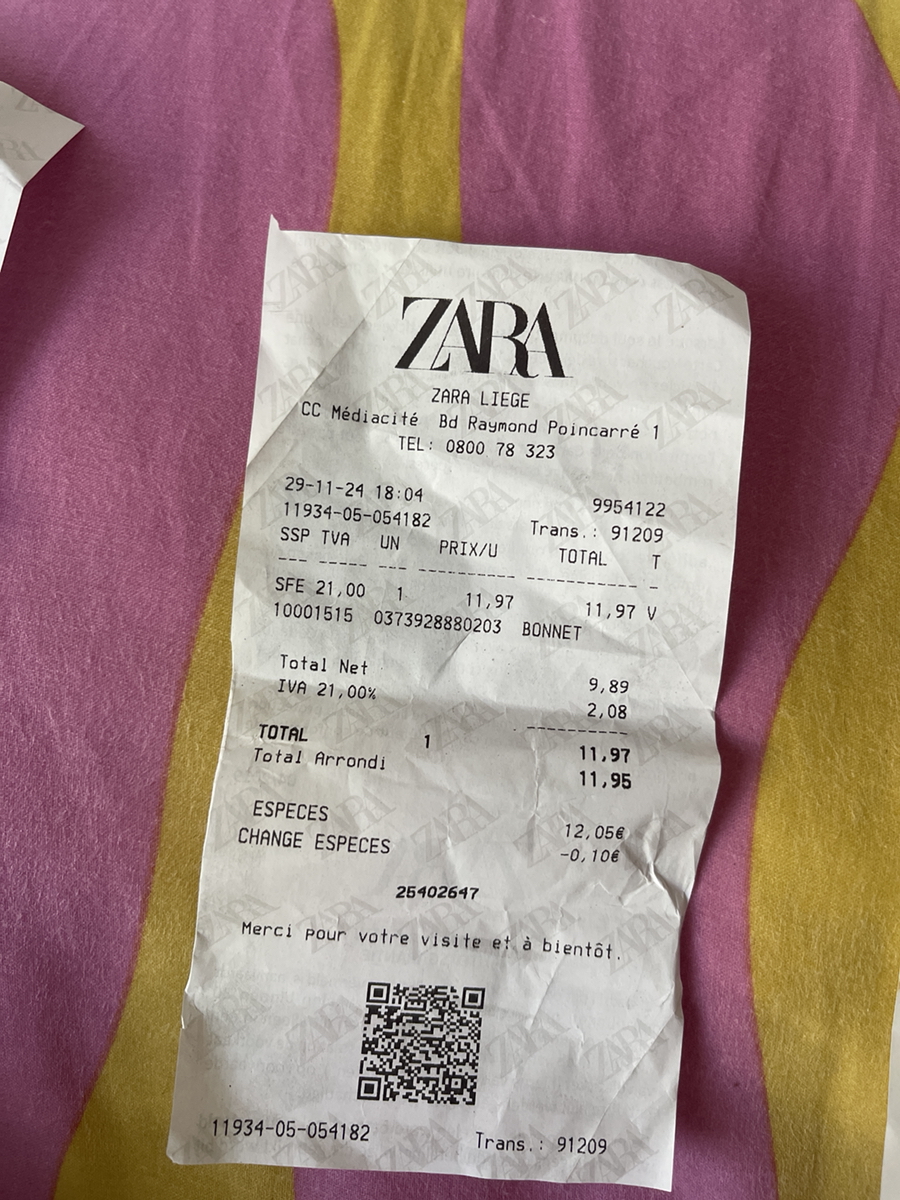 ZARA
ZARA LIEGE
CC Médiacité Bd Raymond Poincarré 1
TEL: 0800 78 323
29-11-24 18:04 9954122
11934-05-054182 Trans.: 91209
SSP TVA UN PRIX/U TOTAL T
SFE 21,00 1 11,97 11,97 V
10001515 0373928880203 BONNET
Total Net 9,89
IVA 21,00% 2,08
TOTAL 1 11,97
Total Arrondi 11,95
ESPECES 12,05€
CHANGE ESPECES -0,10€
25402647
Merci pour votre visite et à bientôt.
11934-05-054182 Trans.: 91209